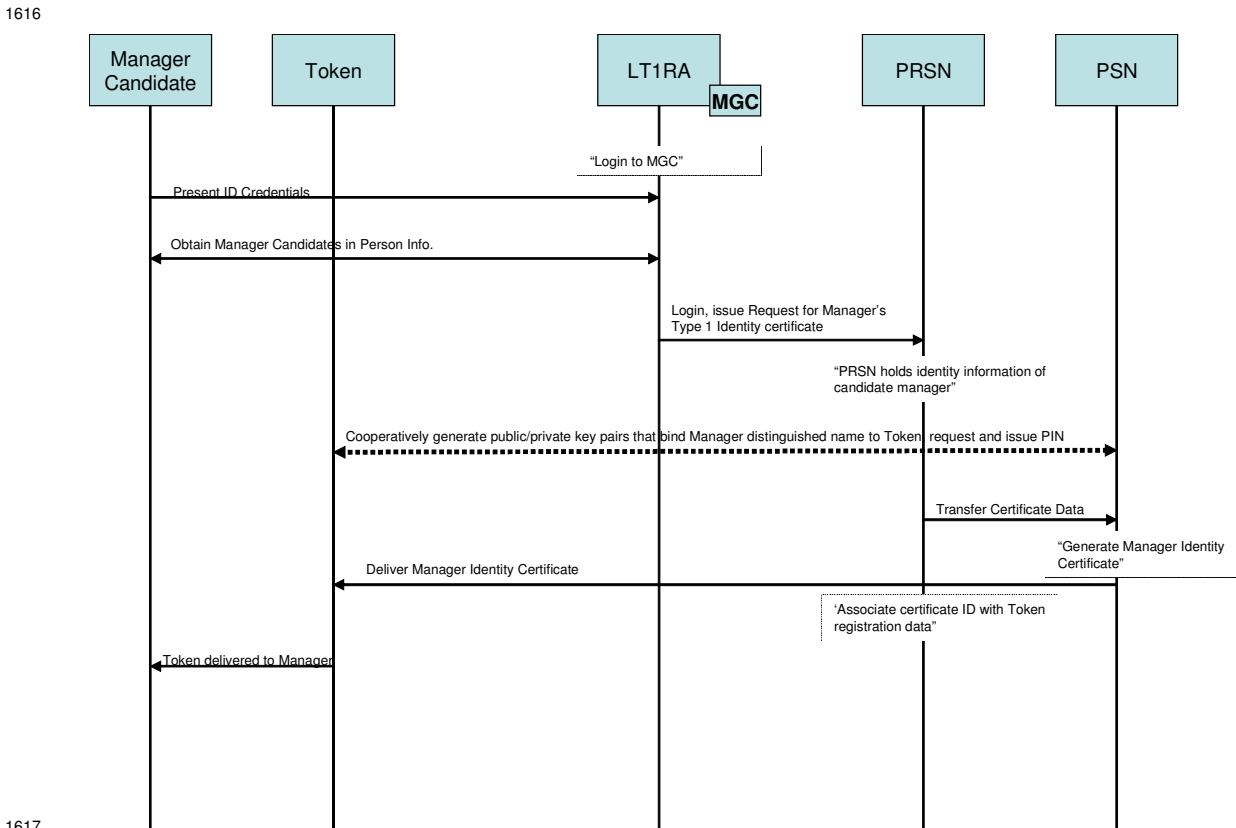 1616
Manager
Candidate
Token
LT1RA
MGC
PRSN
PSN
“Login to MGC”
Present ID Credentials
Obtain Manager Candidates in Person Info.
Login, issue Request for Manager’s
Type 1 Identity certificate
“PRSN holds identity information of
candidate manager”
Cooperatively generate public/private key pairs that bind Manager distinguished name to Token, request and issue PIN
Transfer Certificate Data
“Generate Manager Identity
Certificate”
Deliver Manager Identity Certificate
‘Associate certificate ID with Token
registration data”
Token delivered to Manager
1617